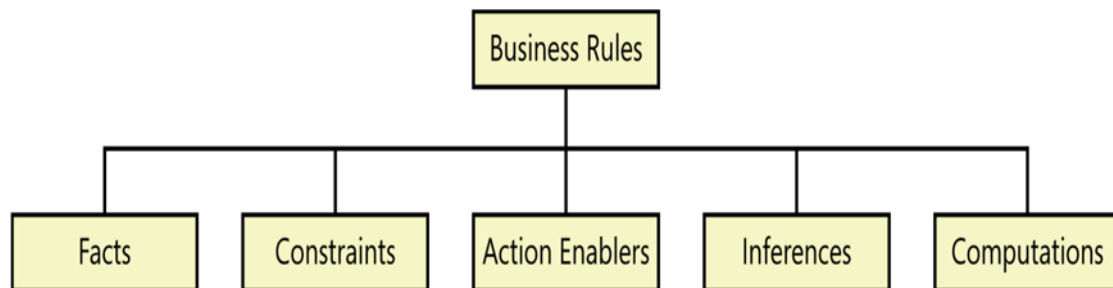 Business Rules
Facts
Constraints
Action Enablers
Inferences
Computations